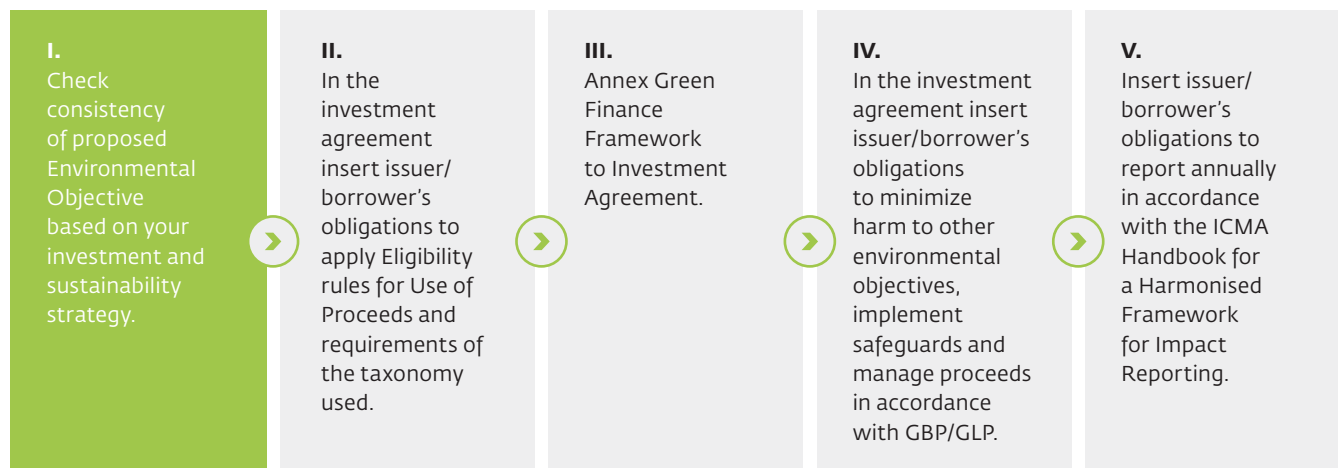 I.
Check
consistency
of proposed
Environmental
Objective
based on your
investment and
sustainability
strategy.
II.
In the
investment
agreement
insert issuer/
borrower's
obligations to
apply Eligibility
rules for Use of
Proceeds and
requirements of
the taxonomy
used.
III.
Annex Green
Finance
Framework
to Investment
Agreement.
IV.
In the investment
agreement insert
issuer/borrower's
obligations
to minimize
harm to other
environmental
objectives,
implement
safeguards and
manage proceeds
in accordance
with GBP/GLP.
V.
Insert issuer/
borrower's
obligations to
report annually
in accordance
with the ICMA
Handbook for
a Harmonised
Framework
for Impact
Reporting.